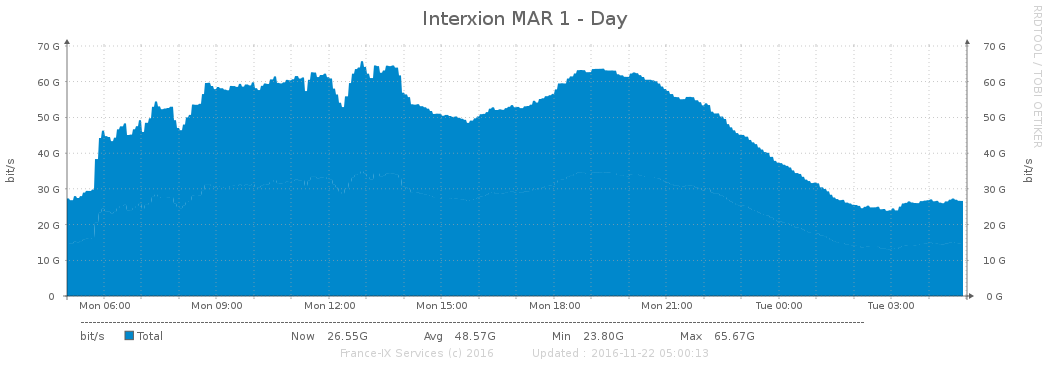 Interxion MAR 1 - Day
RRDTOOL / TOBI OETIKER
bit/s
70 G
60 G
50 G
40 G
30 G
20 G
10 G
0
70 G
60 G
50 G
40 G
30 G
20 G
10 G
0 G
bit/s
Mon 06:00 Mon 09:00 Mon 12:00 Mon 15:00 Mon 18:00 Mon 21:00 Tue 00:00 Tue 03:00
bit/s Total Now 26.55G Avg 48.57G Min 23.80G Max 65.67G
France-IX Services (c) 2016 Updated : 2016-11-22 05:00:13